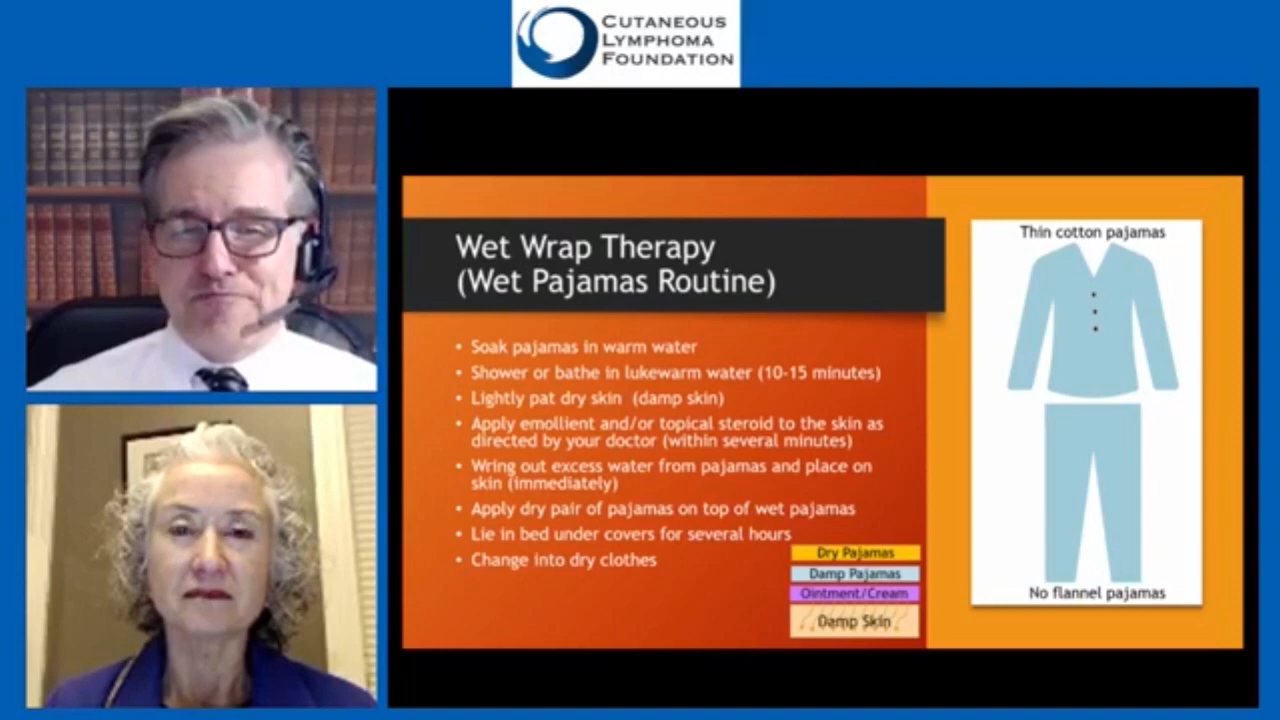 CUTANEOUS
LYMPHOMA
FOUNDATION
Wet Wrap Therapy
(Wet Pajamas Routine)
• Soak pajamas in warm water
• Shower or bathe in lukewarm water (10-15 minutes)
• Lightly pat dry skin (damp skin)
• Apply emollient and/or topical steroid to the skin as
directed by your doctor (within several minutes)
• Wring out excess water from pajamas and place on
skin (immediately)
• Apply dry pair of pajamas on top of wet pajamas
• Lie in bed under covers for several hours
• Change into dry clothes
Dry Pajamas
Damp Pajamas
Ointment/Cream
Damp Skin
Thin cotton pajamas
No flannel pajamas